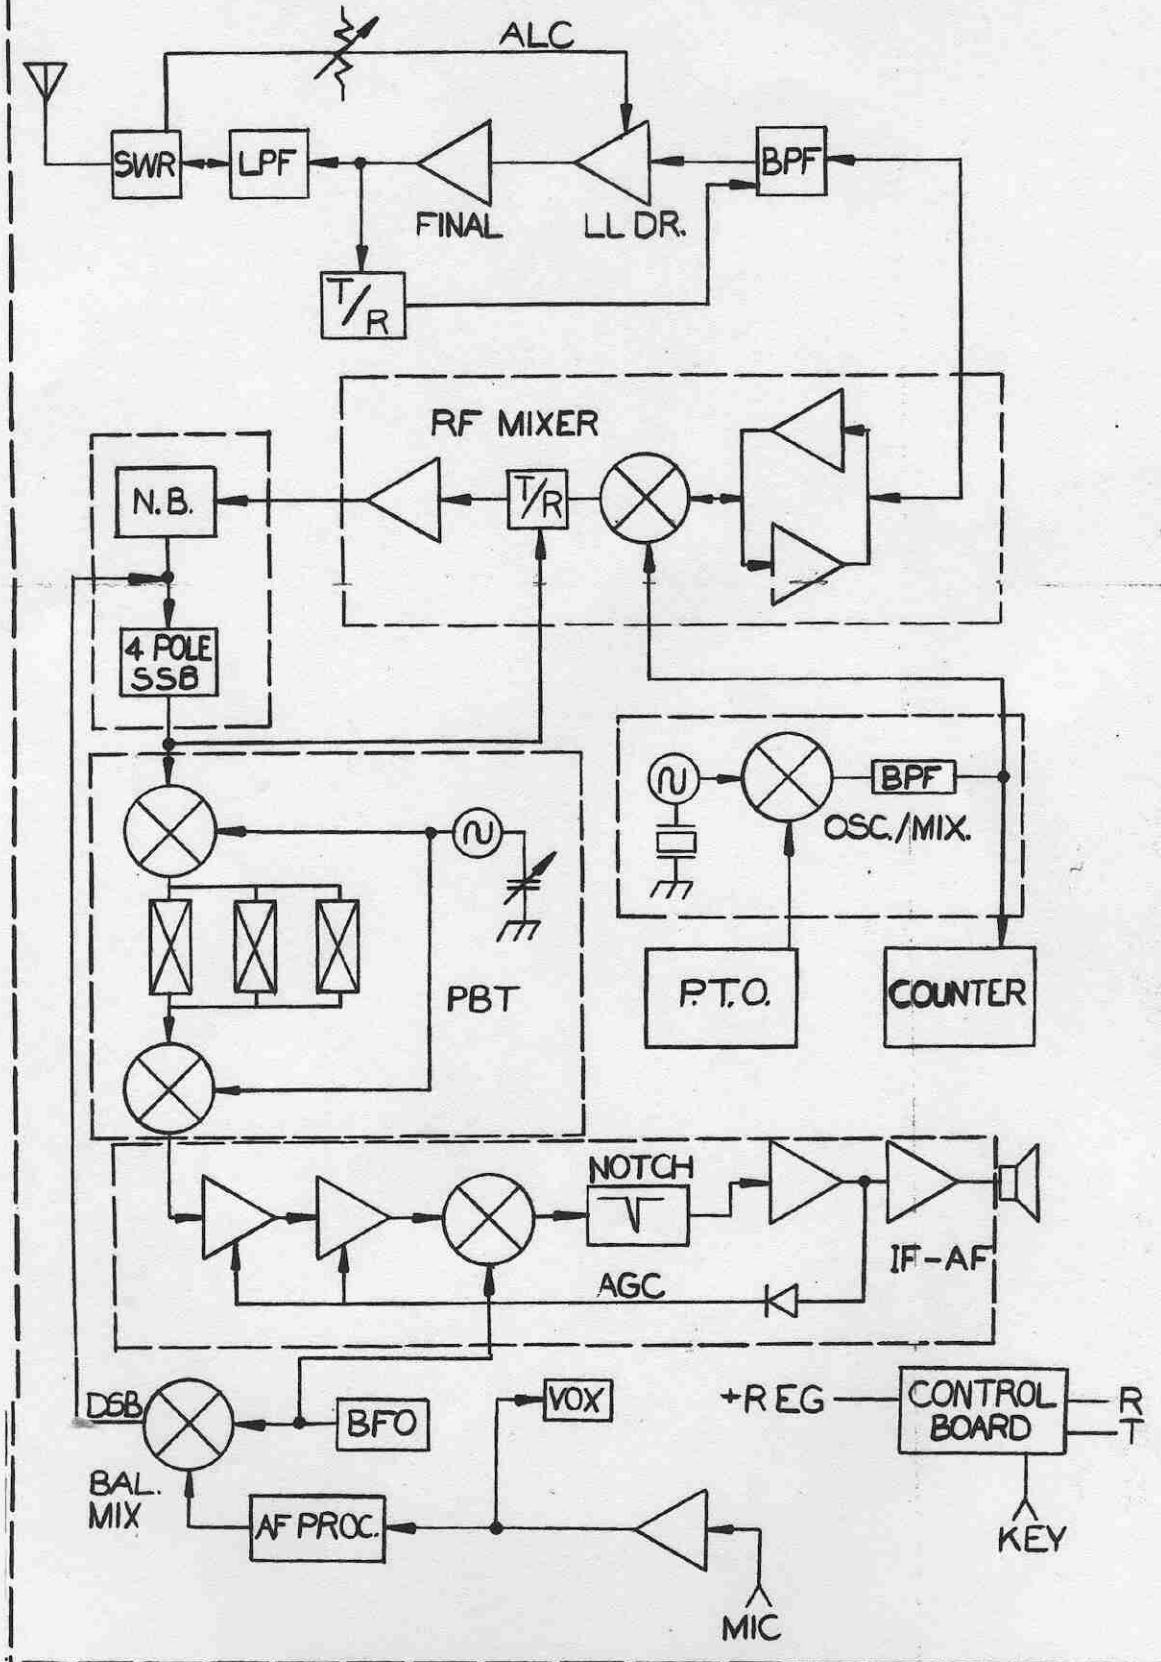 ALC
SWR
LPF
BPF
FINAL
LL DR.
T/R
RF MIXER
N.B.
T/R
4 POLE
SSB
BPF
OSC./MIX.
PBT
P.T.O.
COUNTER
NOTCH
IF-AF
AGC
DSB
BFO
VOX
+REG
CONTROL
BOARD
R
T
BAL.
MIX
AF PROC.
KEY
MIC